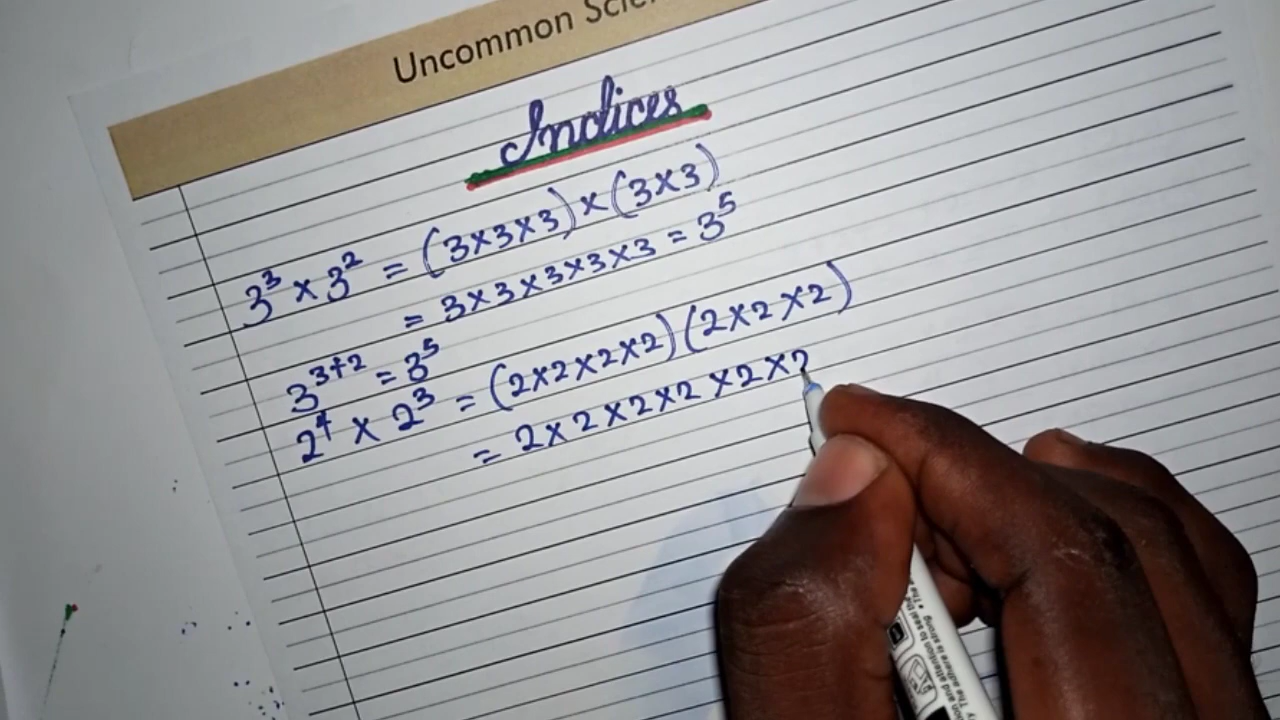 Uncommon
Indices
3³ × 3² = (3×3×3)×(3×3)
= 3×3×3×3×3 = 3⁵
3³⁺² = 3⁵
2⁴ × 2³ = (2×2×2×2)(2×2×2)
= 2×2×2×2×2×2